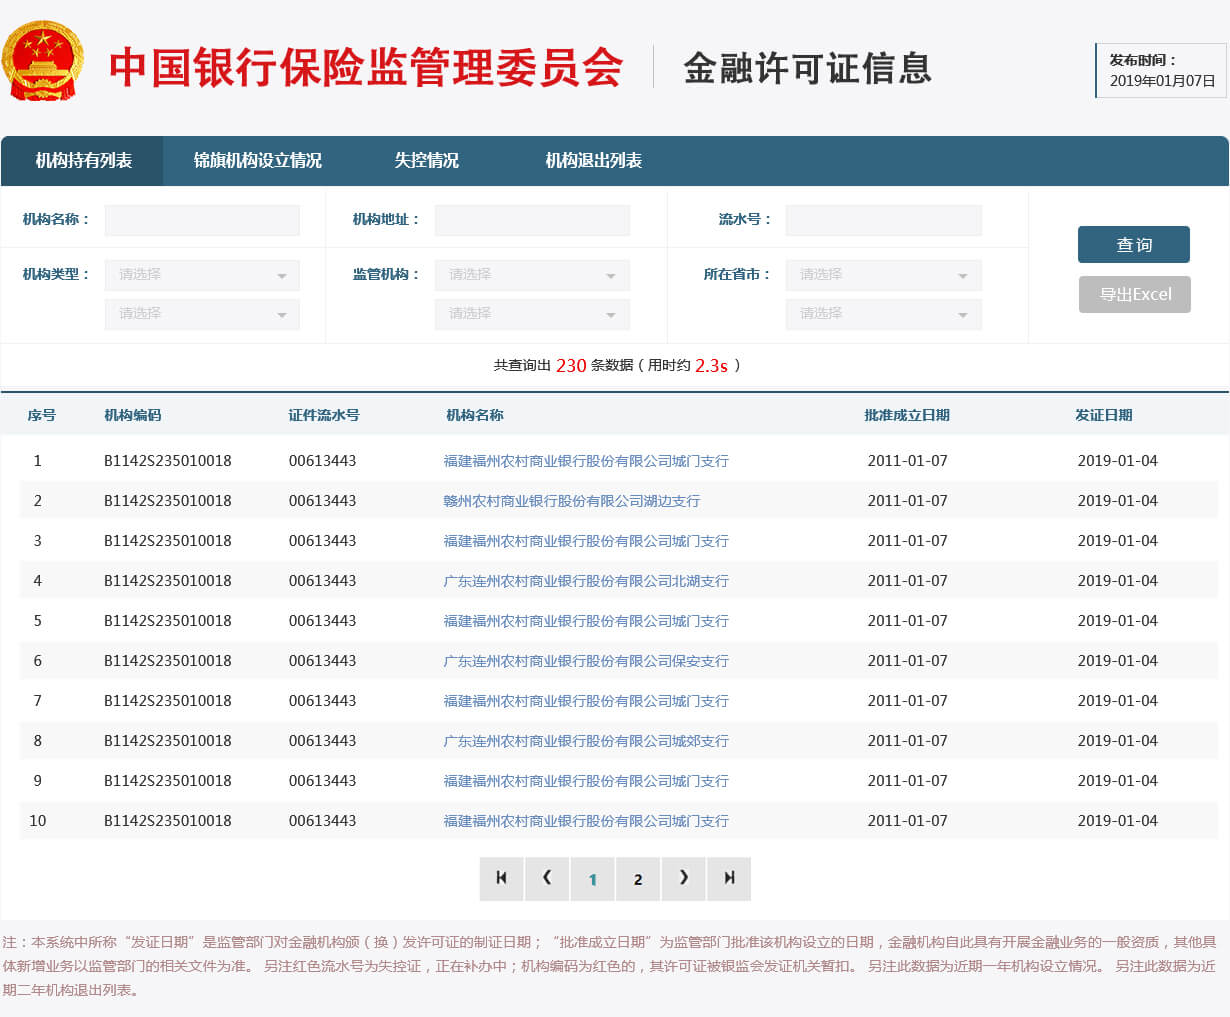 中国银行保险监管管理委员会
金融许可证信息
发布时间：
2019年01月07日
机构持有列表 锦旗机构设立情况 失控情况 机构退出列表
机构名称： 机构地址： 流水号：
查询
机构类型： 请选择 监管机构： 请选择 所在省市： 请选择
导出Excel
请选择 请选择 请选择
共查询出 230 条数据（用时约 2.3s ）
序号 机构编码 证件流水号 机构名称 批准成立日期 发证日期
1 B1142S235010018 00613443 福建福州农村商业银行股份有限公司城门支行 2011-01-07 2019-01-04
2 B1142S235010018 00613443 赣州农村商业银行股份有限公司湖边支行 2011-01-07 2019-01-04
3 B1142S235010018 00613443 福建福州农村商业银行股份有限公司城门支行 2011-01-07 2019-01-04
4 B1142S235010018 00613443 广东连州农村商业银行股份有限公司北湖支行 2011-01-07 2019-01-04
5 B1142S235010018 00613443 福建福州农村商业银行股份有限公司城门支行 2011-01-07 2019-01-04
6 B1142S235010018 00613443 广东连州农村商业银行股份有限公司保安支行 2011-01-07 2019-01-04
7 B1142S235010018 00613443 福建福州农村商业银行股份有限公司城门支行 2011-01-07 2019-01-04
8 B1142S235010018 00613443 广东连州农村商业银行股份有限公司城郊支行 2011-01-07 2019-01-04
9 B1142S235010018 00613443 福建福州农村商业银行股份有限公司城门支行 2011-01-07 2019-01-04
10 B1142S235010018 00613443 福建福州农村商业银行股份有限公司城门支行 2011-01-07 2019-01-04
1 2
注：本系统中所称“发证日期”是监管部门对金融机构颁（换）发许可证的制证日期；“批准成立日期”为监管部门批准该机构设立的日期，金融机构自此具有开展金融业务的一般资质，其他具
体新增业务以监管部门的相关文件为准。 另注红色流水号为失控证，正在补办中；机构编码为红色的，其许可证被银监会发证机关暂扣。 另注此数据为近期一年机构设立情况。 另注此数据为近
期二年机构退出列表。